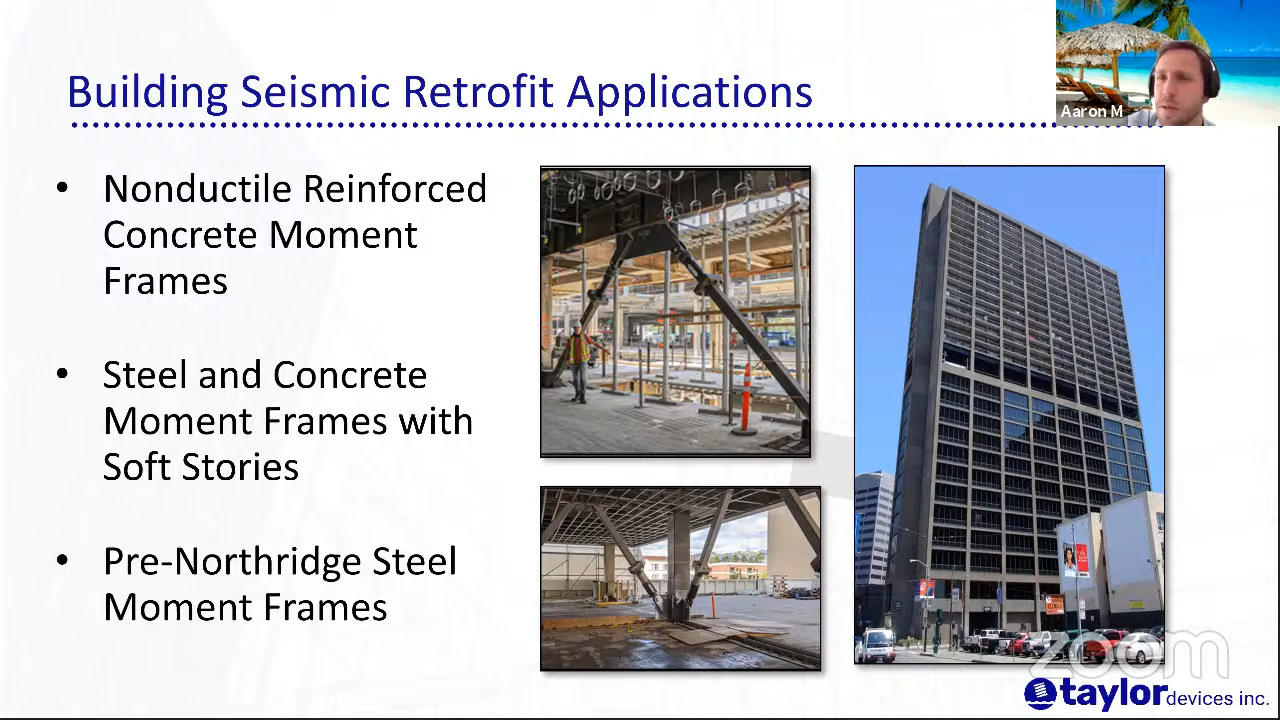 Building Seismic Retrofit Applications
Aaron M
• Nonductile Reinforced
Concrete Moment
Frames
• Steel and Concrete
Moment Frames with
Soft Stories
• Pre-Northridge Steel
Moment Frames
zoom
taylor devices inc.